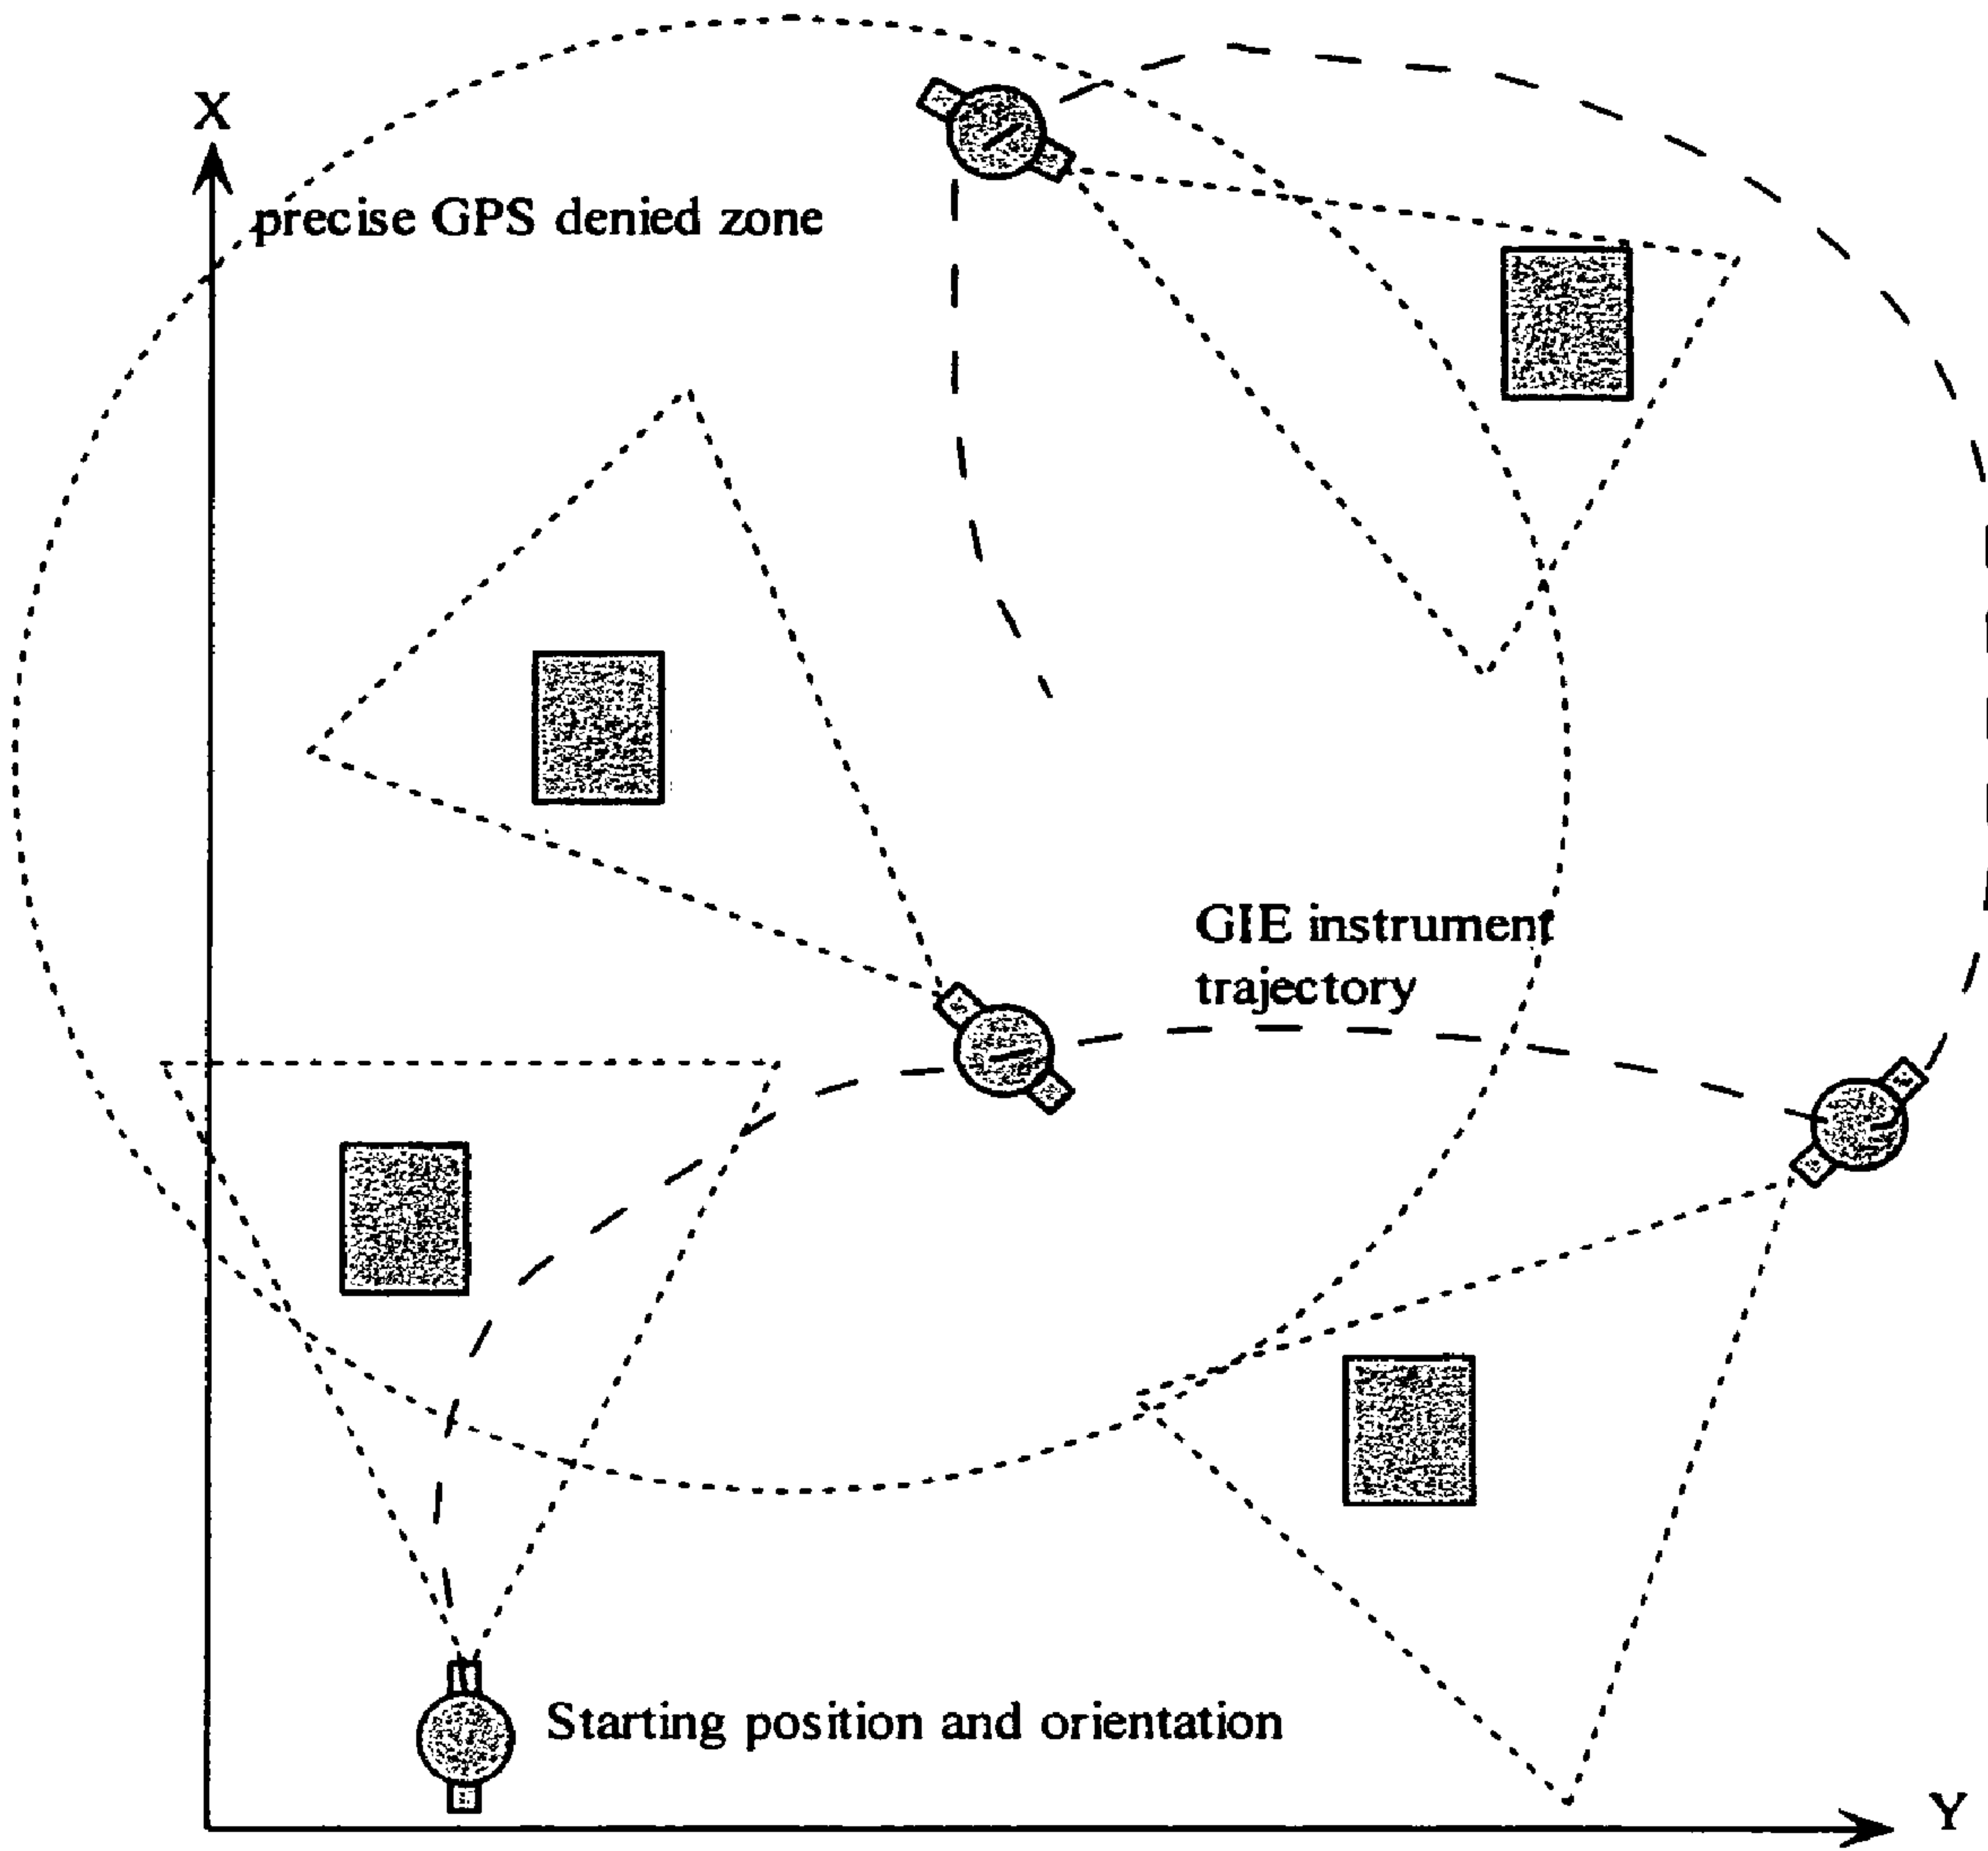 X
precise GPS denied zone
GIE instrument
trajectory
Starting position and orientation
Y